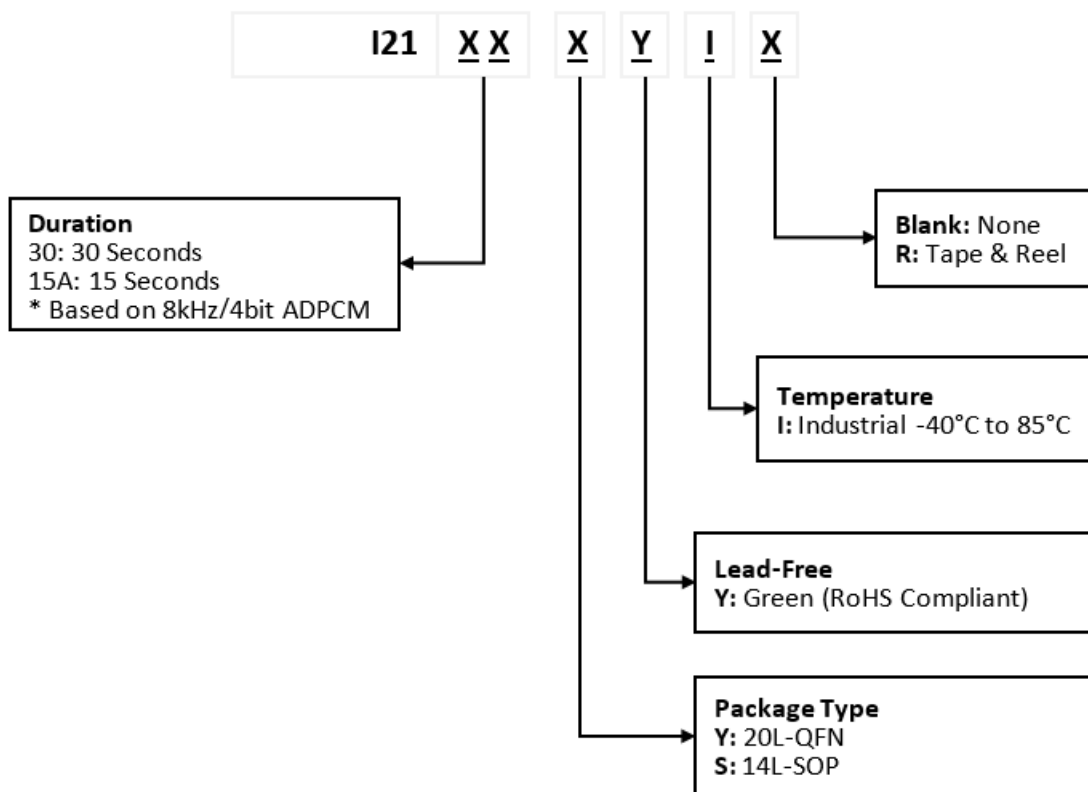 I21 X X X Y I X
Duration
30: 30 Seconds
15A: 15 Seconds
* Based on 8kHz/4bit ADPCM
Blank: None
R: Tape & Reel
Temperature
I: Industrial -40°C to 85°C
Lead-Free
Y: Green (RoHS Compliant)
Package Type
Y: 20L-QFN
S: 14L-SOP